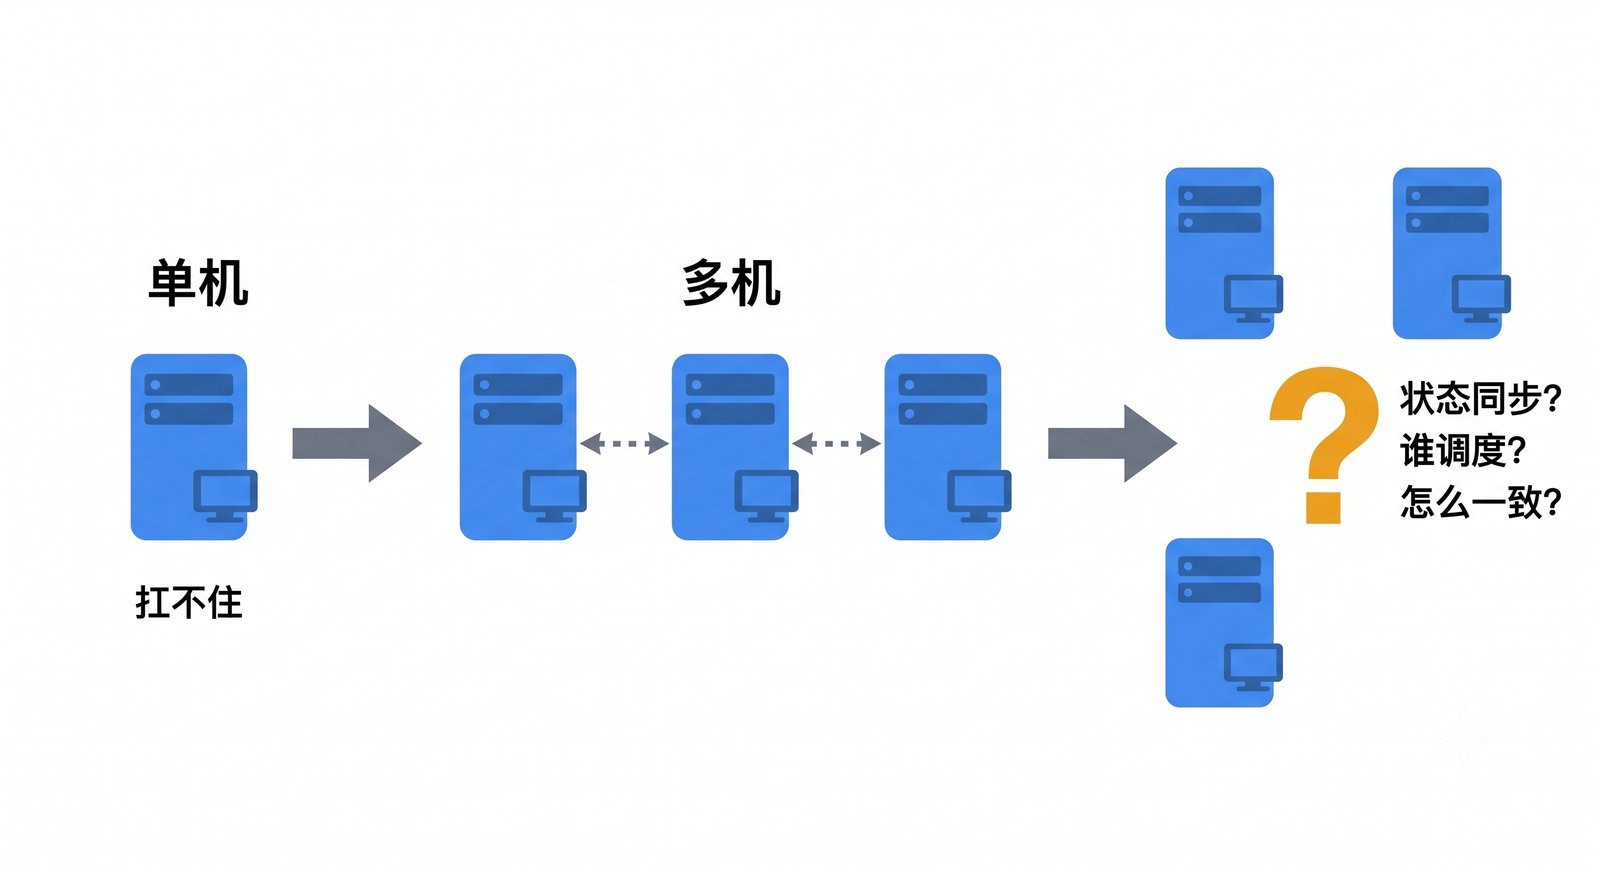 单机
多机
扛不住
状态同步?
谁调度?
怎么一致?